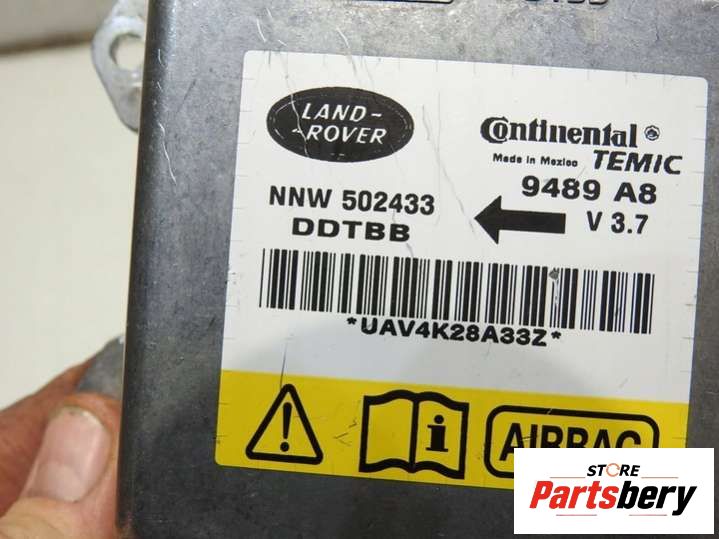 LAND-
-ROVER
Continental
Made in Mexico TEMIC
9489 A8
NNW 502433
V 3.7
DDTBB
*UAV4K28A33Z*
i
AIRBAG
STORE
Partsbery